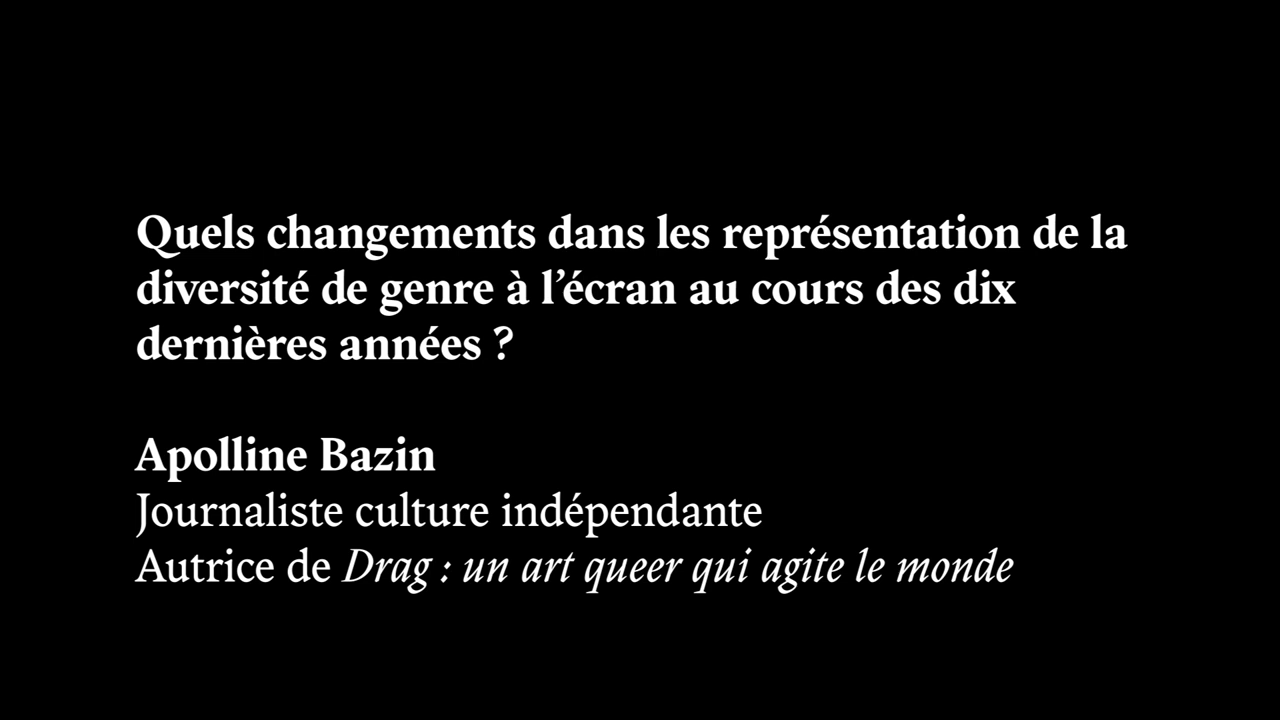 Quels changements dans les représentation de la
diversité de genre à l’écran au cours des dix
dernières années ?
Apolline Bazin
Journaliste culture indépendante
Autrice de Drag : un art queer qui agite le monde